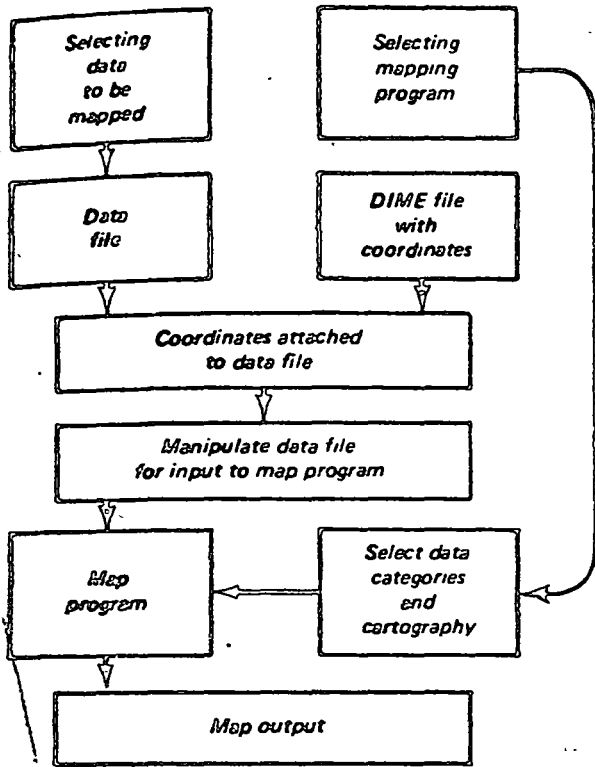 Selecting
data
to be
mapped
Selecting
mapping
program
Data
file
DIME file
with
coordinates
Coordinates attached
to data file
Manipulate data file
for input to map program
Map
program
Select data
categories
and
cartography
Map output